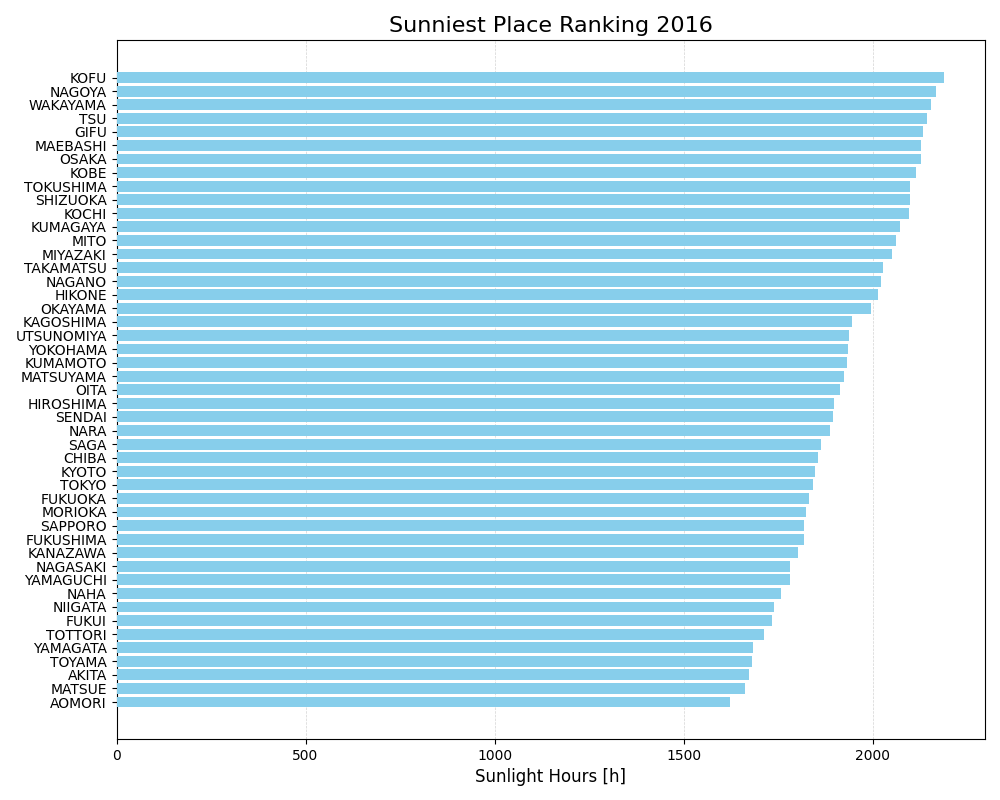 Sunniest Place Ranking 2016
KOFU
NAGOYA
WAKAYAMA
TSU
GIFU
MAEBASHI
OSAKA
KOBE
TOKUSHIMA
SHIZUOKA
KOCHI
KUMAGAYA
MITO
MIYAZAKI
TAKAMATSU
NAGANO
HIKONE
OKAYAMA
KAGOSHIMA
UTSUNOMIYA
YOKOHAMA
KUMAMOTO
MATSUYAMA
OITA
HIROSHIMA
SENDAI
NARA
SAGA
CHIBA
KYOTO
TOKYO
FUKUOKA
MORIOKA
SAPPORO
FUKUSHIMA
KANAZAWA
NAGASAKI
YAMAGUCHI
NAHA
NIIGATA
FUKUI
TOTTORI
YAMAGATA
TOYAMA
AKITA
MATSUE
AOMORI
0 500 1000 1500 2000
Sunlight Hours [h]